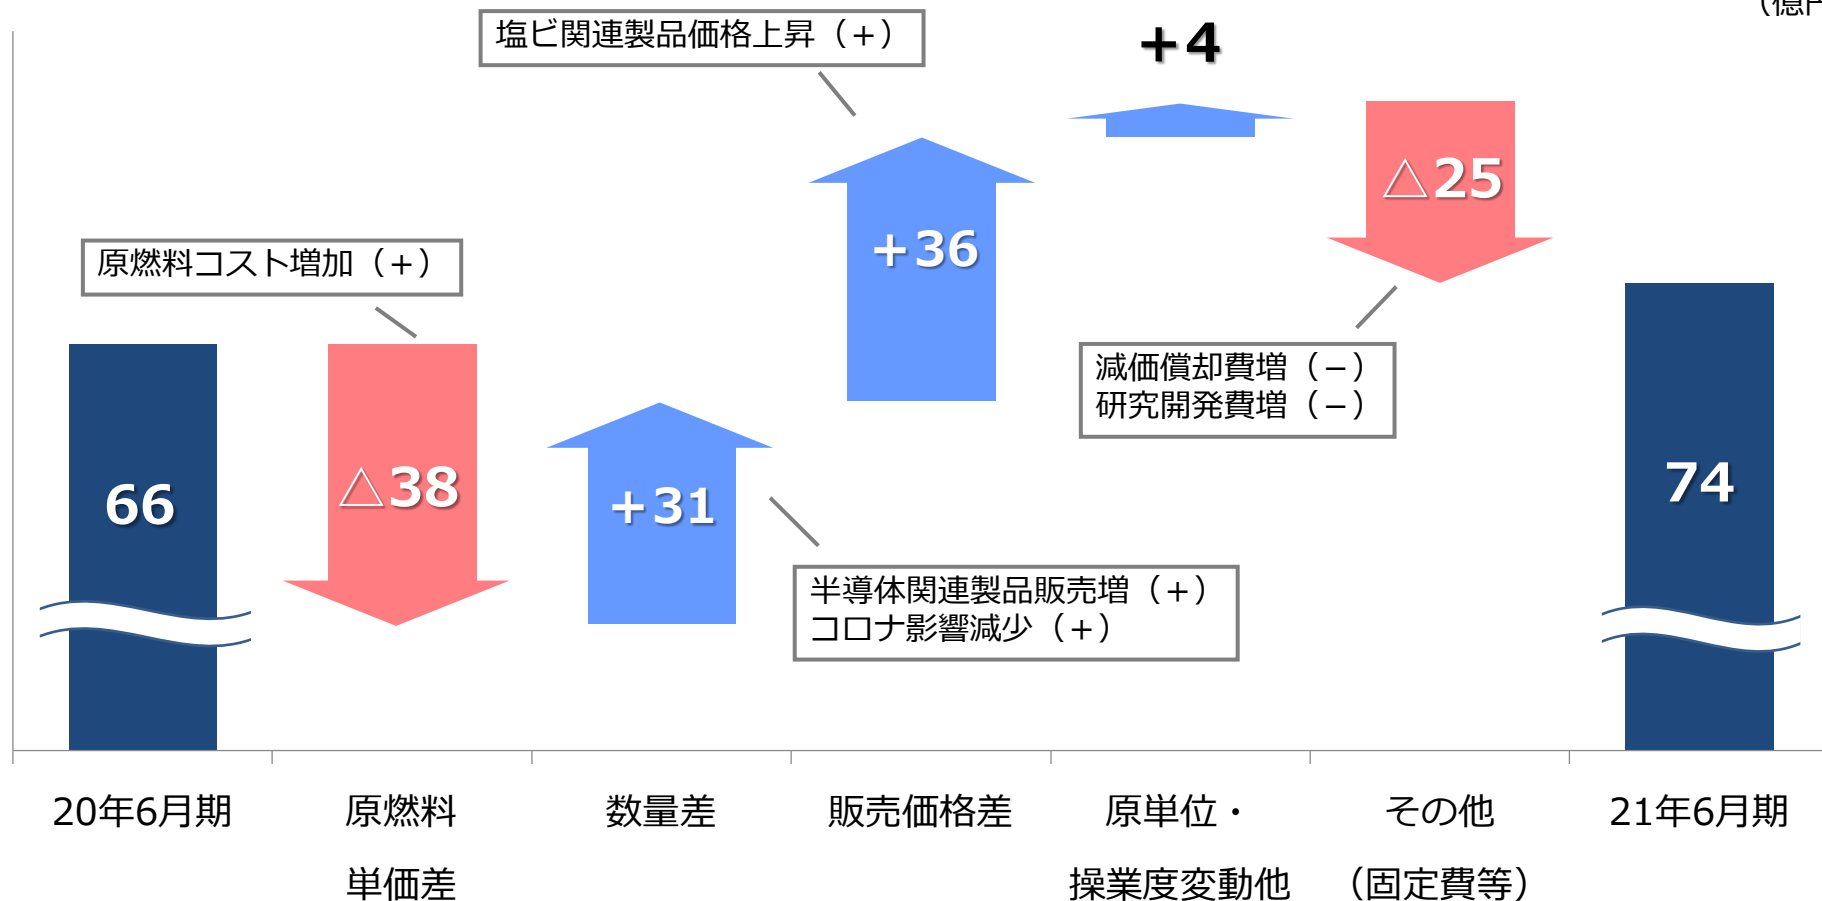 （億円
塩ビ関連製品価格上昇（＋）
＋4
△25
＋36
原燃料コスト増加（＋）
減価償却費増（－）
研究開発費増（－）
66
△38
＋31
74
半導体関連製品販売増（＋）
コロナ影響減少（＋）
20年6月期
原燃料
単価差
数量差
販売価格差
原単位・
操業度変動他
その他
（固定費等）
21年6月期